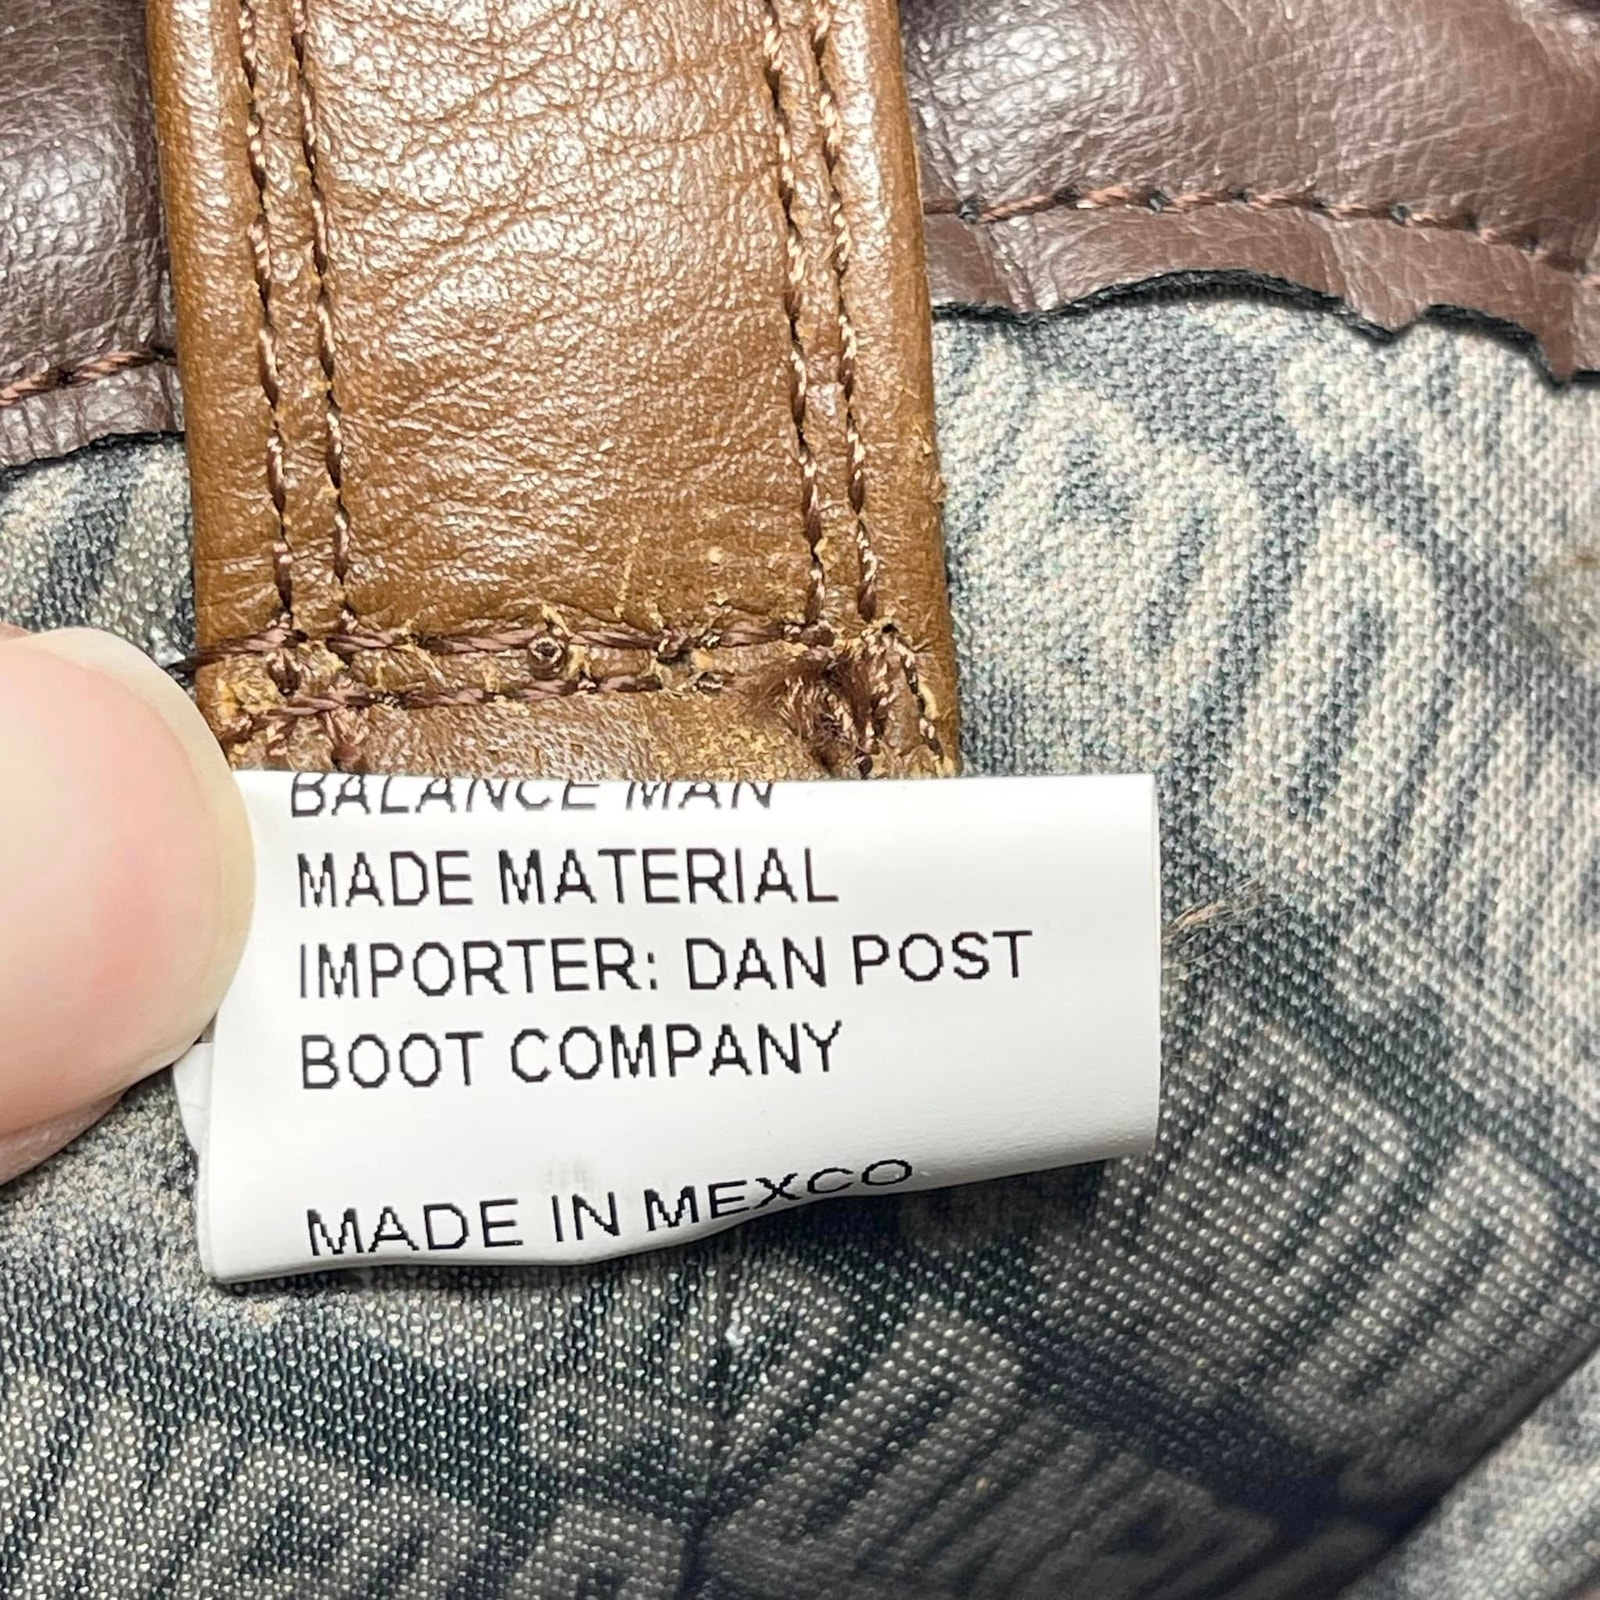 BALANCE MAN
MADE MATERIAL
IMPORTER: DAN POST
BOOT COMPANY
MADE IN MEXCO